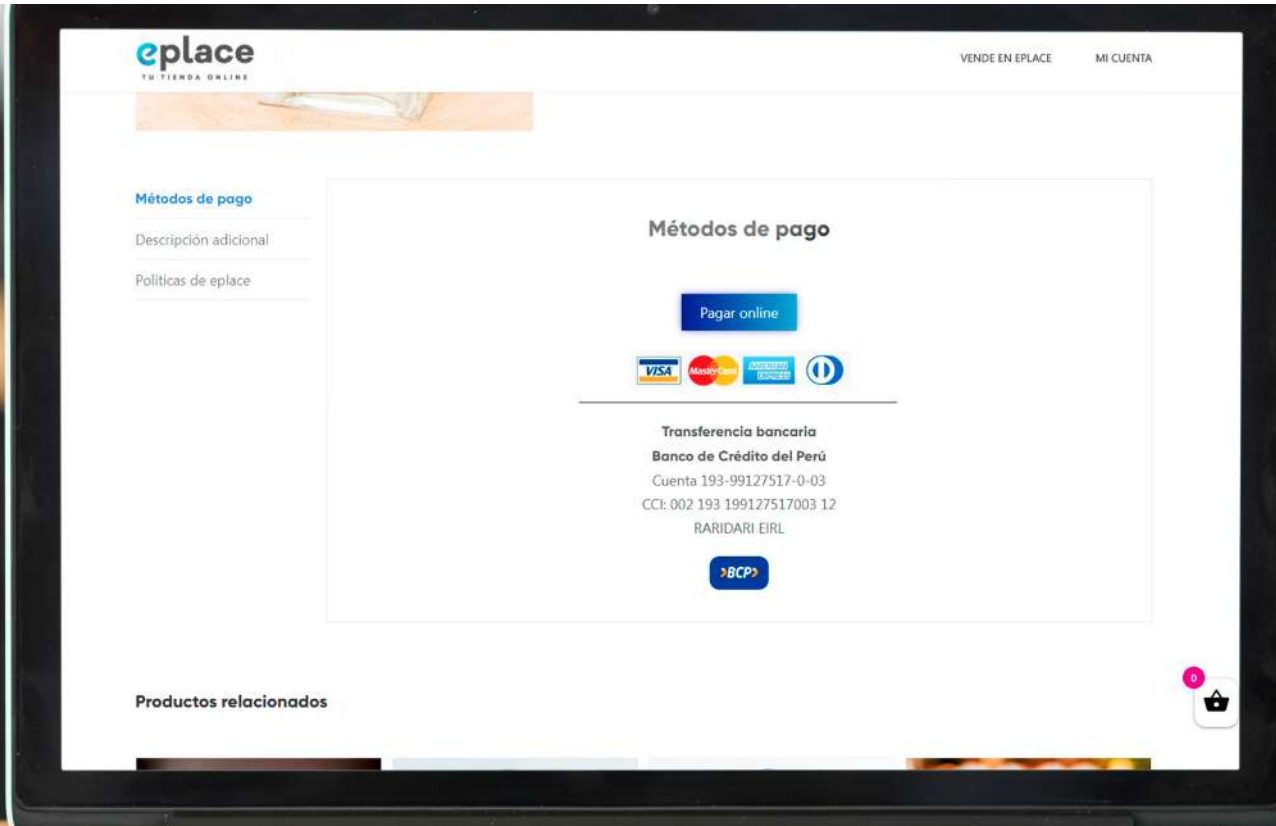 eplace
TU TIENDA ONLINE
VENDE EN EPLACE
MI CUENTA
Métodos de pago
Descripción adicional
Políticas de eplace
Métodos de pago
Pagar online
VISA
MasterCard
AMERICAN
EXPRESS
Transferencia bancaria
Banco de Crédito del Perú
Cuenta 193-99127517-0-03
CCI: 002 193 199127517003 12
RARIDARI EIRL
BCP
Productos relacionados
0